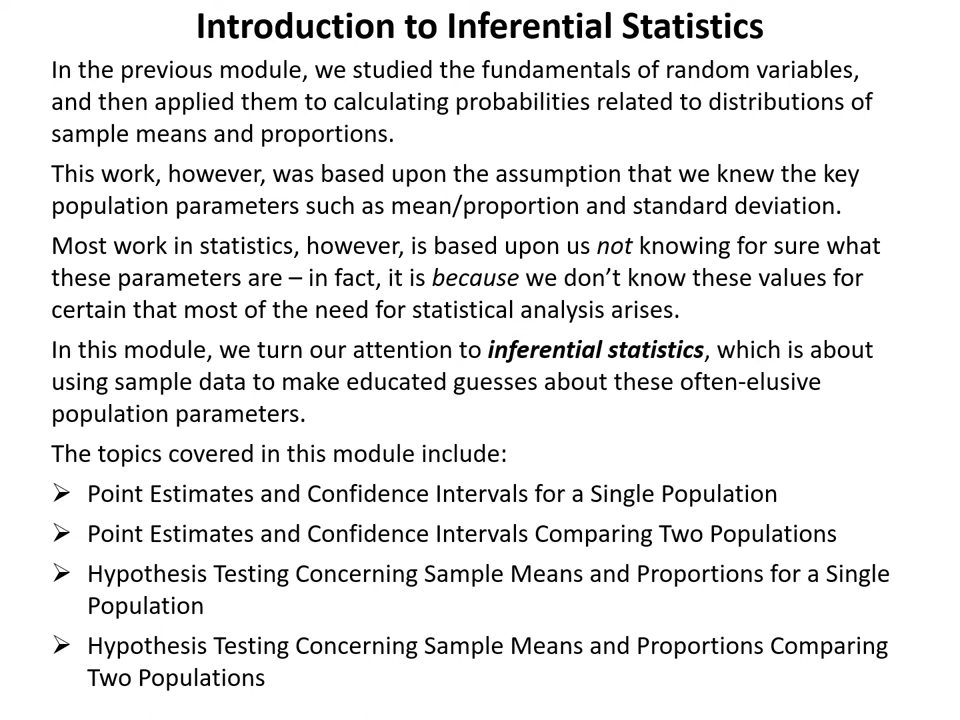 Introduction to Inferential Statistics
In the previous module, we studied the fundamentals of random variables,
and then applied them to calculating probabilities related to distributions of
sample means and proportions.
This work, however, was based upon the assumption that we knew the key
population parameters such as mean/proportion and standard deviation.
Most work in statistics, however, is based upon us not knowing for sure what
these parameters are – in fact, it is because we don’t know these values for
certain that most of the need for statistical analysis arises.
In this module, we turn our attention to inferential statistics, which is about
using sample data to make educated guesses about these often-elusive
population parameters.
The topics covered in this module include:
➢ Point Estimates and Confidence Intervals for a Single Population
➢ Point Estimates and Confidence Intervals Comparing Two Populations
➢ Hypothesis Testing Concerning Sample Means and Proportions for a Single
Population
➢ Hypothesis Testing Concerning Sample Means and Proportions Comparing
Two Populations